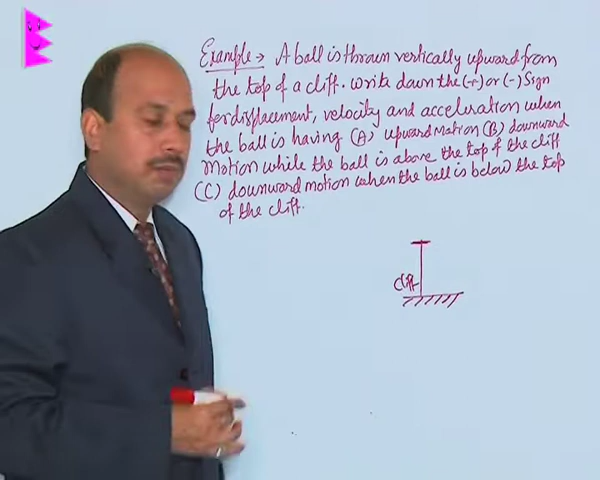 Example → A ball is thrown vertically upward from
the top of a cliff. Write down the (+) or (-) Ssign
for displacement, velocity and acceleration when
the ball is having (A) upward motion (B) downward
motion while the ball is above the top of the cliff
(C) downward motion when the ball is below the top
of the cliff.
Cliff